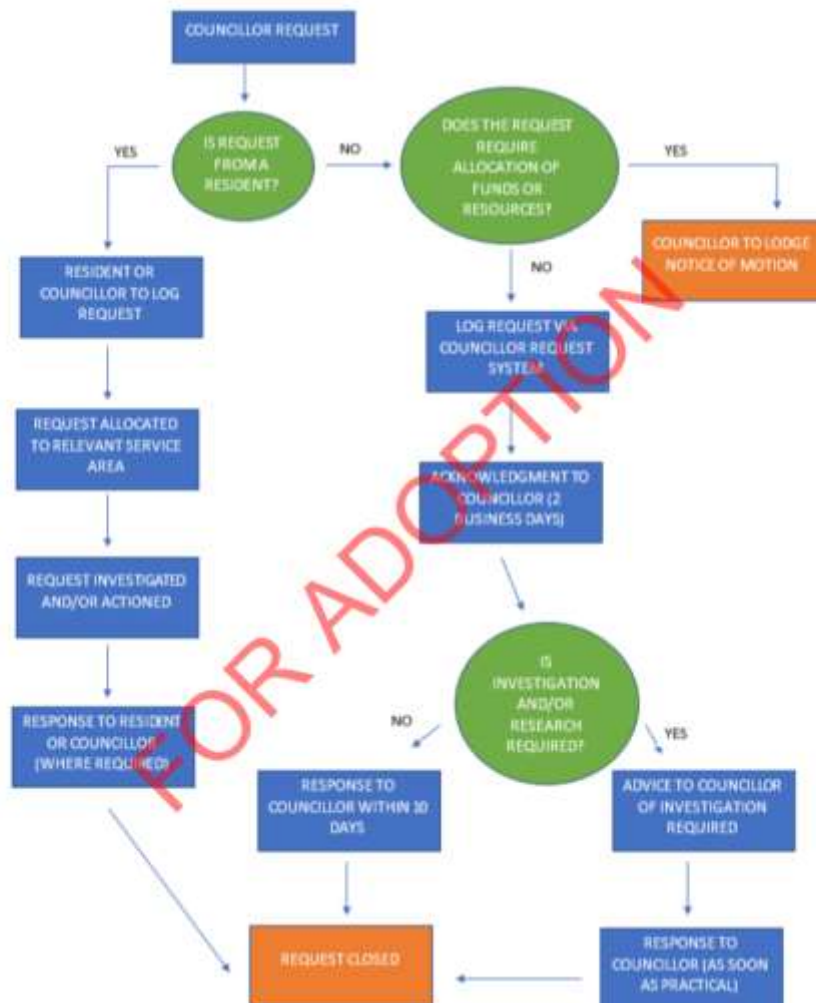 COUNCILLOR REQUEST
IS REQUEST
FROM A
RESIDENT?
YES
NO
DOES THE REQUEST
REQUIRE
ALLOCATION OF
FUNDS OR
RESOURCES?
YES
NO
COUNCILLOR TO LODGE
NOTICE OF MOTION
RESIDENT OR
COUNCILLOR TO LOG
REQUEST
LOG REQUEST VIA
COUNCILLOR REQUEST
SYSTEM
REQUEST ALLOCATED
TO RELEVANT SERVICE
AREA
ACKNOWLEDGMENT TO
COUNCILLOR (2
BUSINESS DAYS)
REQUEST INVESTIGATED
AND/OR ACTIONED
IS
INVESTIGATION
AND/OR
RESEARCH
REQUIRED?
NO
YES
RESPONSE TO RESIDENT
OR COUNCILLOR
(WHERE REQUIRED)
RESPONSE TO
COUNCILLOR WITHIN
DAYS
ADVICE TO COUNCILLOR
OF INVESTIGATION
REQUIRED
REQUEST CLOSED
RESPONSE TO
COUNCILLOR (AS SOON
AS PRACTICAL)
FOR ADOPTION